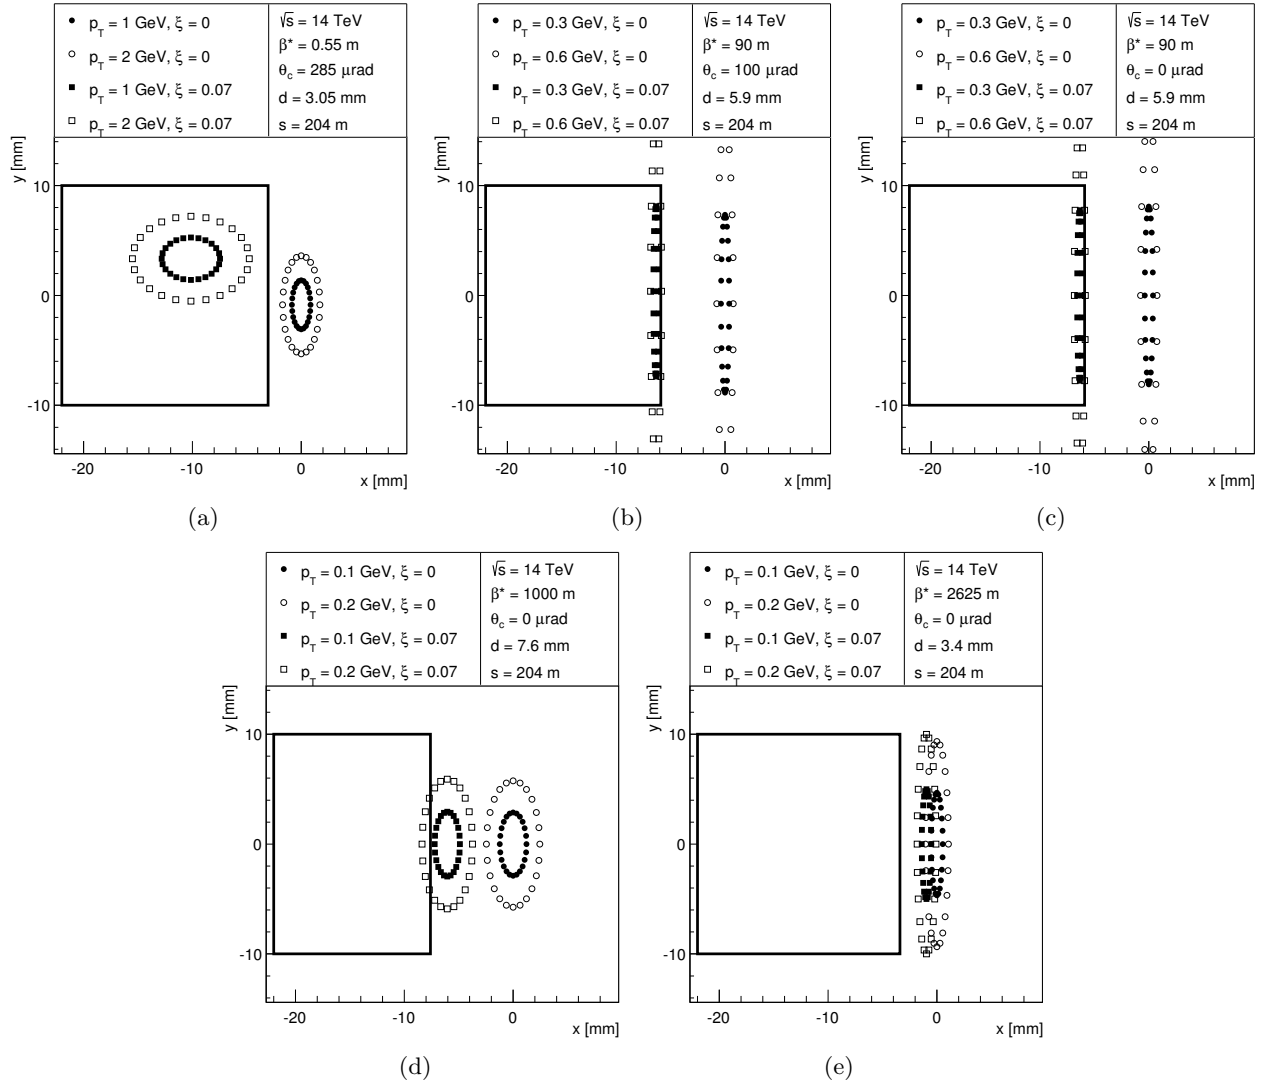 p_T = 1 GeV, ξ = 0
p_T = 2 GeV, ξ = 0
p_T = 1 GeV, ξ = 0.07
p_T = 2 GeV, ξ = 0.07
√s = 14 TeV
β* = 0.55 m
θ_c = 285 μrad
d = 3.05 mm
s = 204 m
y [mm]
10
0
-10
-20
-10
0
x [mm]
(a)
p_T = 0.3 GeV, ξ = 0
p_T = 0.6 GeV, ξ = 0
p_T = 0.3 GeV, ξ = 0.07
p_T = 0.6 GeV, ξ = 0.07
√s = 14 TeV
β* = 90 m
θ_c = 100 μrad
d = 5.9 mm
s = 204 m
y [mm]
10
0
-10
-20
-10
0
x [mm]
(b)
p_T = 0.3 GeV, ξ = 0
p_T = 0.6 GeV, ξ = 0
p_T = 0.3 GeV, ξ = 0.07
p_T = 0.6 GeV, ξ = 0.07
√s = 14 TeV
β* = 90 m
θ_c = 0 μrad
d = 5.9 mm
s = 204 m
y [mm]
10
0
-10
-20
-10
0
x [mm]
(c)
p_T = 0.1 GeV, ξ = 0
p_T = 0.2 GeV, ξ = 0
p_T = 0.1 GeV, ξ = 0.07
p_T = 0.2 GeV, ξ = 0.07
√s = 14 TeV
β* = 1000 m
θ_c = 0 μrad
d = 7.6 mm
s = 204 m
y [mm]
10
0
-10
-20
-10
0
x [mm]
(d)
p_T = 0.1 GeV, ξ = 0
p_T = 0.2 GeV, ξ = 0
p_T = 0.1 GeV, ξ = 0.07
p_T = 0.2 GeV, ξ = 0.07
√s = 14 TeV
β* = 2625 m
θ_c = 0 μrad
d = 3.4 mm
s = 204 m
y [mm]
10
0
-10
-20
-10
0
x [mm]
(e)